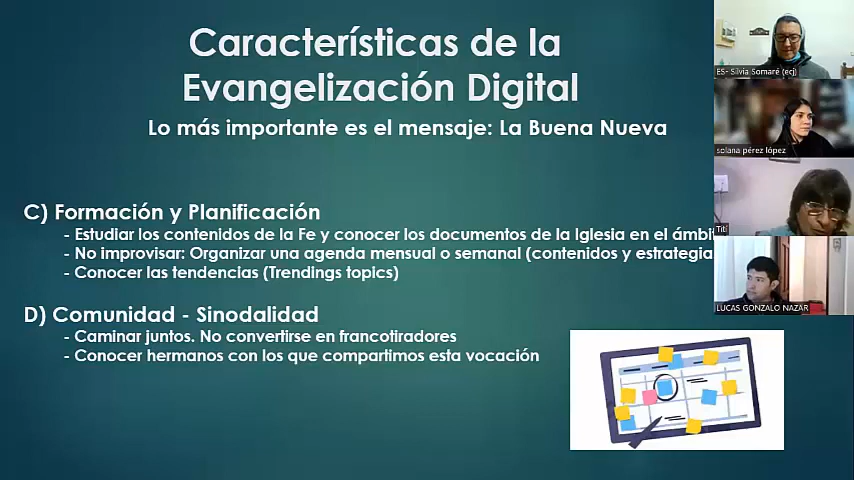 Características de la
Evangelización Digital
Lo más importante es el mensaje: La Buena Nueva
C) Formación y Planificación
- Estudiar los contenidos de la Fe y conocer los documentos de la Iglesia en el
- No improvisar: Organizar una agenda mensual o semanal (contenidos y
- Conocer las tendencias (Trendings topics)
D) Comunidad - Sinodalidad
- Caminar juntos. No convertirse en francotiradores
- Conocer hermanos con los que compartimos esta vocación
ES- Silvia Somaré (ecj)
solana pérez lópez
Titi
LUCAS GONZALO NAZAR